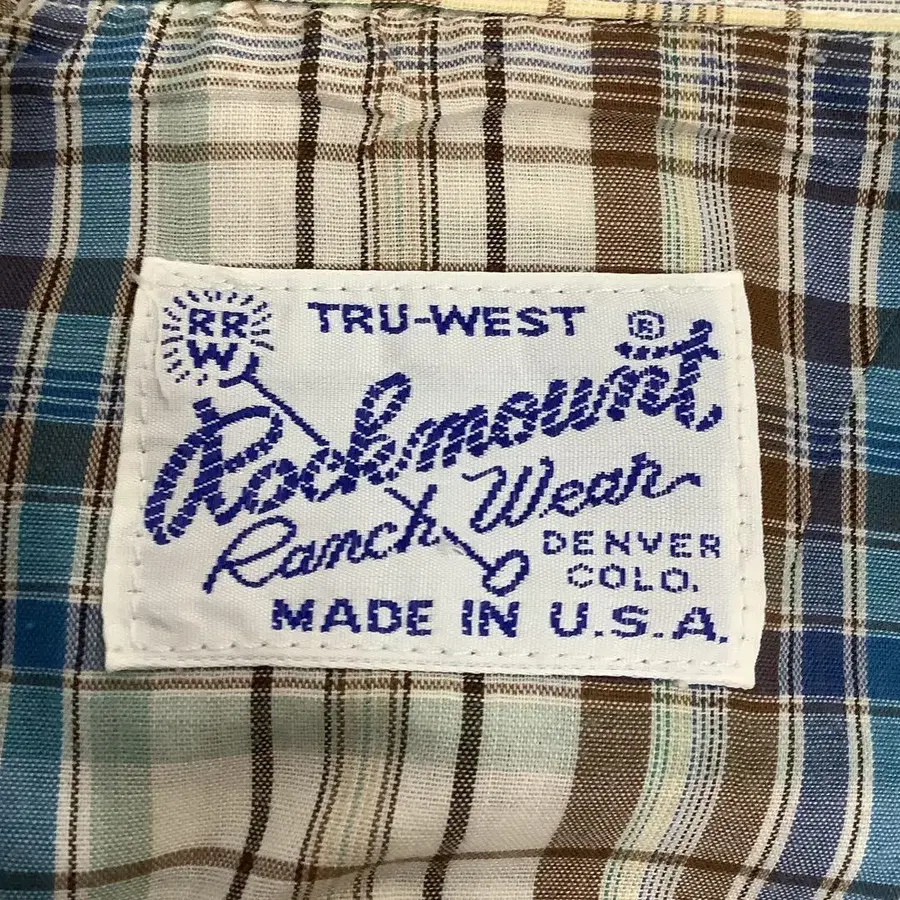 RR
W
TRU-WEST ®
Rockmount
Ranch Wear
DENVER
COLO.
MADE IN U.S.A.